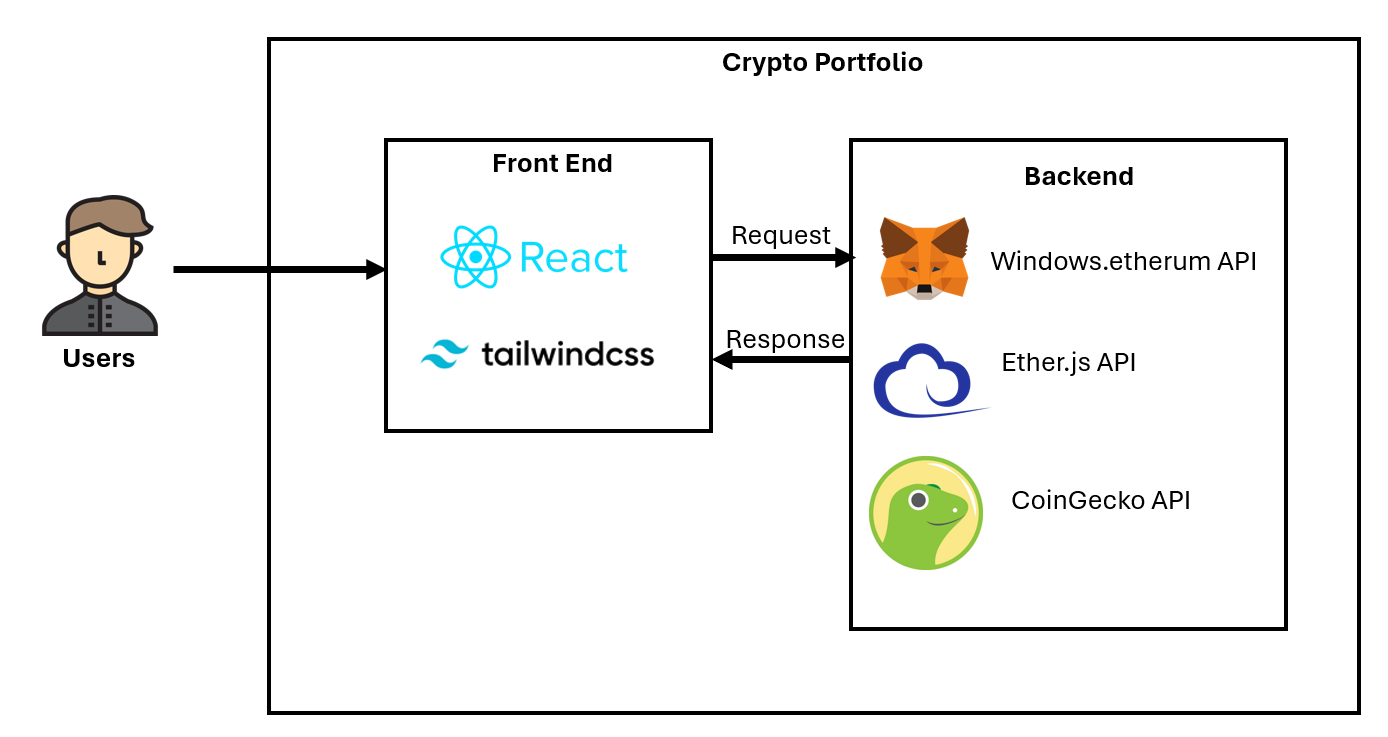 Crypto Portfolio
Front End
Backend
React
Request
Windows.etherum API
tailwindcss
Response
Ether.js API
Users
CoinGecko API